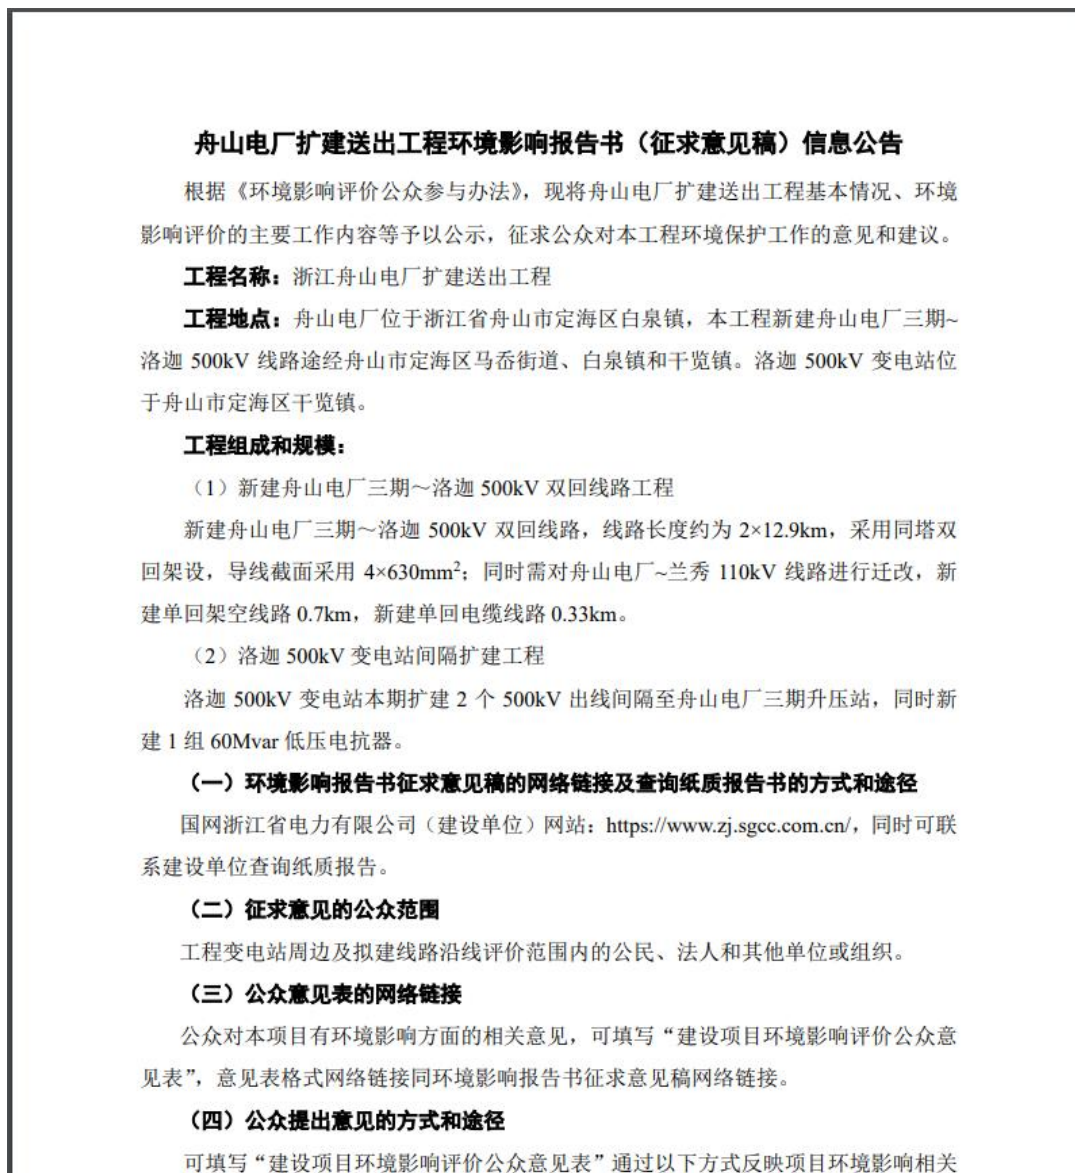 舟山电厂扩建送出工程环境影响报告书（征求意见稿）信息公告
根据《环境影响评价公众参与办法》，现将舟山电厂扩建送出工程基本情况、环境
影响评价的主要工作内容等予以公示，征求公众对本工程环境保护工作的意见和建议。
工程名称：浙江舟山电厂扩建送出工程
工程地点：舟山电厂位于浙江省舟山市定海区白泉镇，本工程新建舟山电厂三期~
洛迦 500kV 线路途经舟山市定海区马岙街道、白泉镇和干览镇。洛迦 500kV 变电站位
于舟山市定海区干览镇。
工程组成和规模：
（1）新建舟山电厂三期～洛迦 500kV 双回线路工程
新建舟山电厂三期～洛迦 500kV 双回线路，线路长度约为 2×12.9km，采用同塔双
回架设，导线截面采用 4×630mm²；同时需对舟山电厂~兰秀 110kV 线路进行迁改，新
建单回架空线路 0.7km，新建单回电缆线路 0.33km。
（2）洛迦 500kV 变电站间隔扩建工程
洛迦 500kV 变电站本期扩建 2 个 500kV 出线间隔至舟山电厂三期升压站，同时新
建 1 组 60Mvar 低压电抗器。
（一）环境影响报告书征求意见稿的网络链接及查询纸质报告书的方式和途径
国网浙江省电力有限公司（建设单位）网站：https://www.zj.sgcc.com.cn/，同时可联
系建设单位查询纸质报告。
（二）征求意见的公众范围
工程变电站周边及拟建线路沿线评价范围内的公民、法人和其他单位或组织。
（三）公众意见表的网络链接
公众对本项目有环境影响方面的相关意见，可填写“建设项目环境影响评价公众意
见表”，意见表格式网络链接同环境影响报告书征求意见稿网络链接。
（四）公众提出意见的方式和途径
可填写“建设项目环境影响评价公众意见表”通过以下方式反映项目环境影响相关